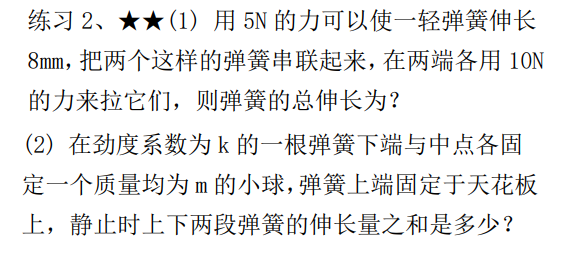 练习 2、★★(1) 用 5N 的力可以使一轻弹簧伸长
8mm,把两个这样的弹簧串联起来,在两端各用 10N
的力来拉它们, 则弹簧的总伸长为?
(2) 在劲度系数为 k 的一根弹簧下端与中点各固
定一个质量均为 m 的小球,弹簧上端固定于天花板
上, 静止时上下两段弹簧的伸长量之和是多少?